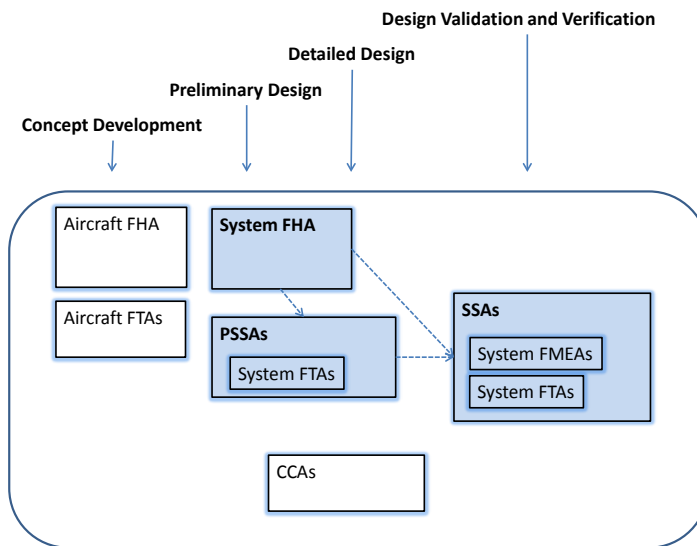 Design Validation and Verification
Detailed Design
Preliminary Design
Concept Development
Aircraft FHA
System FHA
Aircraft FTAs
SSAs
PSSAs
System FMEAs
System FTAs
System FTAs
CCAs